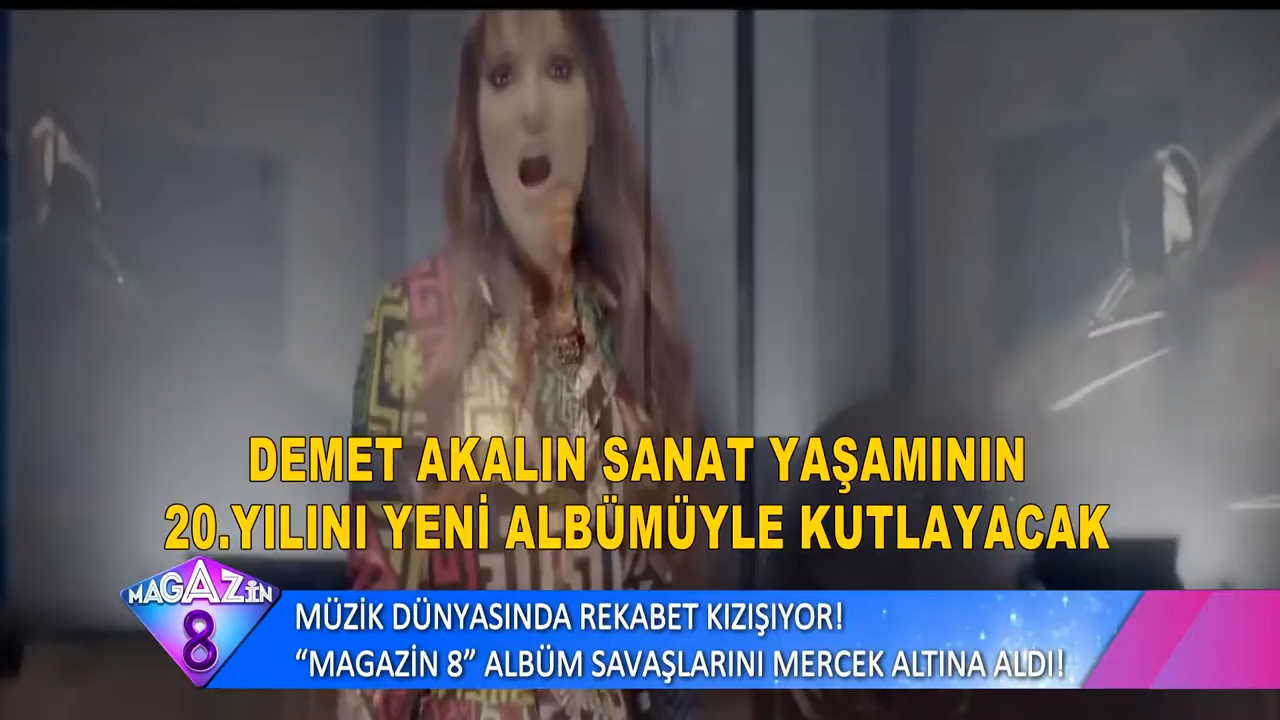 DEMET AKALIN SANAT YAŞAMININ
20.YILINI YENİ ALBÜMÜYLE KUTLAYACAK
MAGAZİN
8
MÜZİK DÜNYASINDA REKABET KIZIŞIYOR!
“MAGAZİN 8” ALBÜM SAVAŞLARINI MERCEK ALTINA ALDI!